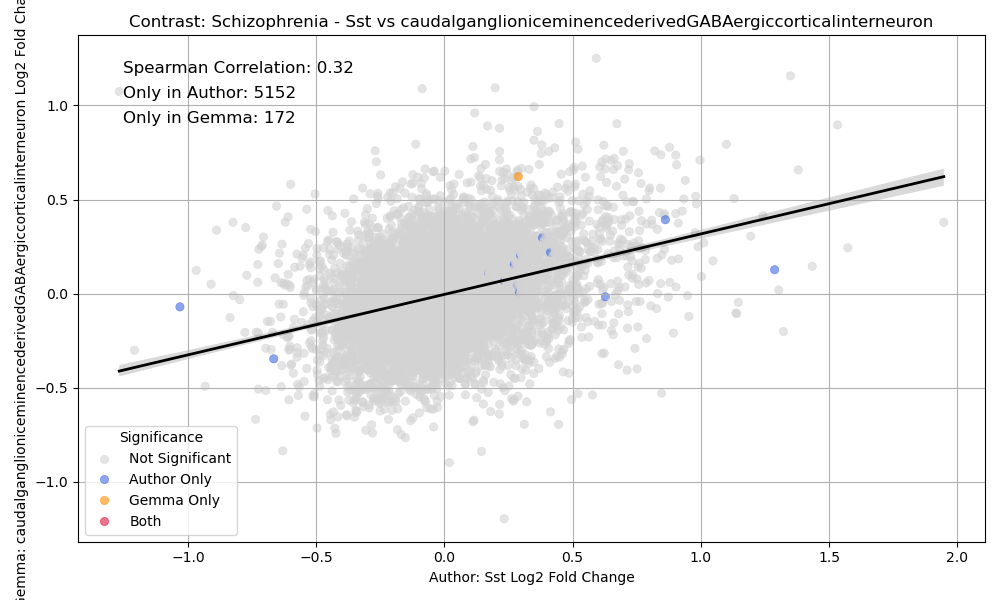 Contrast: Schizophrenia - Sst vs caudalganglioniceminencederivedGABAergiccorticalinterneuron
Spearman Correlation: 0.32
Only in Author: 5152
Only in Gemma: 172
caudalganglioniceminencederivedGABAergiccorticalinterneuron Log2 Fold
1.0
0.5
0.0
−0.5
−1.0
Significance
Not Significant
Author Only
Gemma Only
Both
−1.0 −0.5 0.0 0.5 1.0 1.5 2.0
Author: Sst Log2 Fold Change